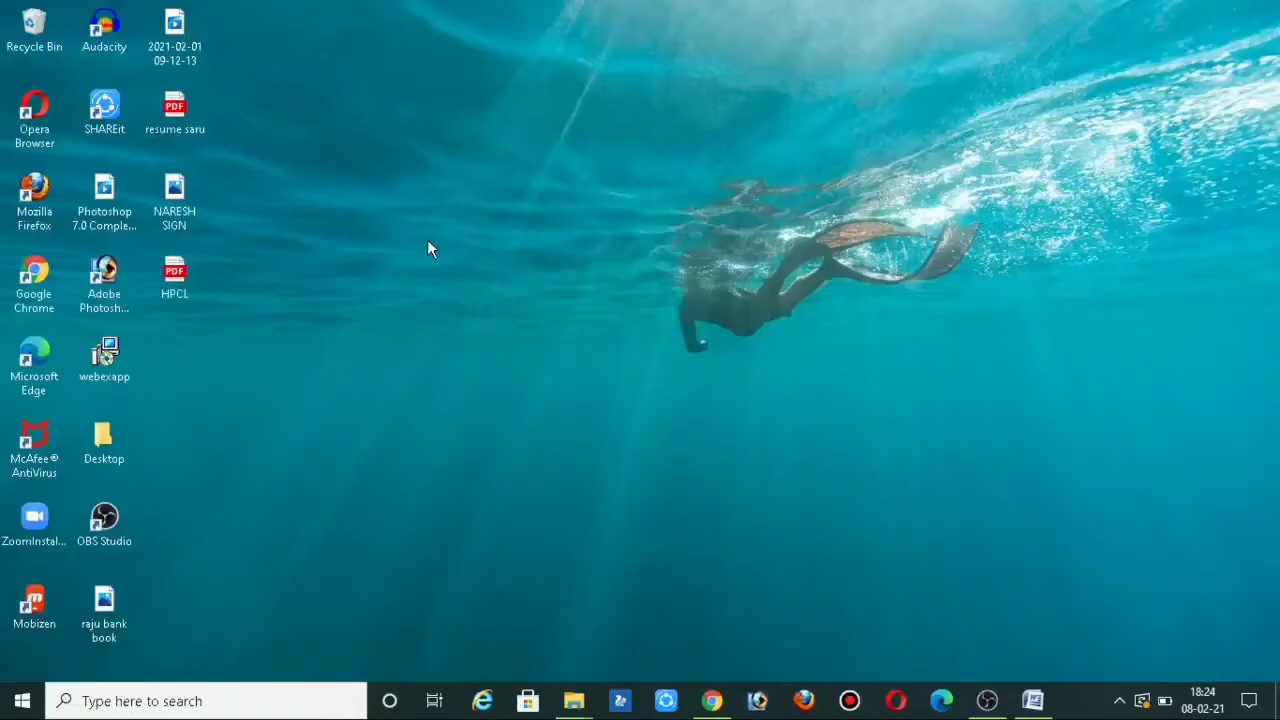 Recycle Bin
Audacity
2021-02-01
09-12-13
Opera
Browser
SHAREit
PDF
resume saru
Mozilla
Firefox
Photoshop
7.0 Comple...
NARESH
SIGN
Google
Chrome
Adobe
Photosh...
PDF
HPCL
Microsoft
Edge
webexapp
McAfee®
AntiVirus
Desktop
ZoomInstal...
OBS Studio
Mobizen
raju bank
book
Type here to search
18:24
08-02-21